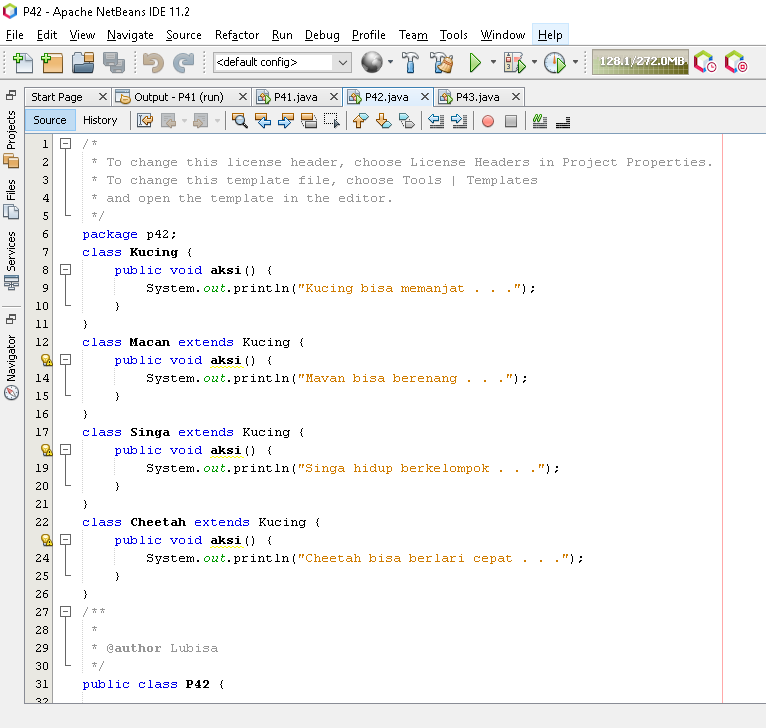 P42 - Apache NetBeans IDE 11.2
File Edit View Navigate Source Refactor Run Debug Profile Team Tools Window Help
<default config> 128.1/272.0MB
Start Page Output - P41 (run) P41.java P42.java P43.java
Source History
Projects
Files
Services
Navigator
1 /*
2 * To change this license header, choose License Headers in Project Properties.
3 * To change this template file, choose Tools | Templates
4 * and open the template in the editor.
5 */
6 package p42;
7 class Kucing {
8 public void aksi() {
9 System.out.println("Kucing bisa memanjat . . .");
10 }
11 }
12 class Macan extends Kucing {
public void aksi() {
14 System.out.println("Mavan bisa berenang . . .");
15 }
16 }
17 class Singa extends Kucing {
public void aksi() {
19 System.out.println("Singa hidup berkelompok . . .");
20 }
21 }
22 class Cheetah extends Kucing {
public void aksi() {
24 System.out.println("Cheetah bisa berlari cepat . . .");
25 }
26 }
27 /**
28 *
29 * @author Lubisa
30 */
31 public class P42 {
32